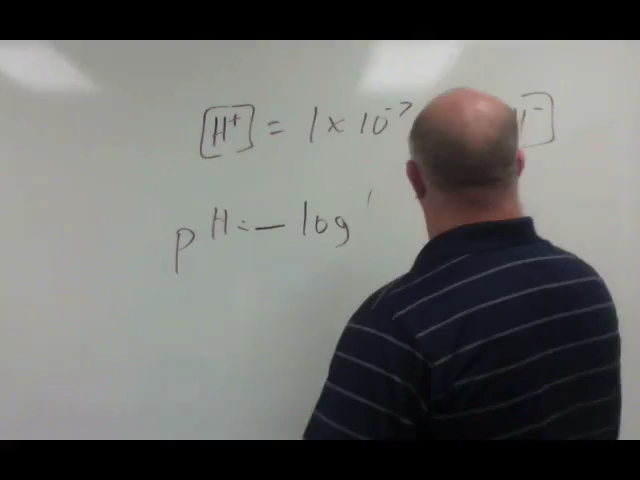 [H+] = 1 x 10^-7
pH = - log